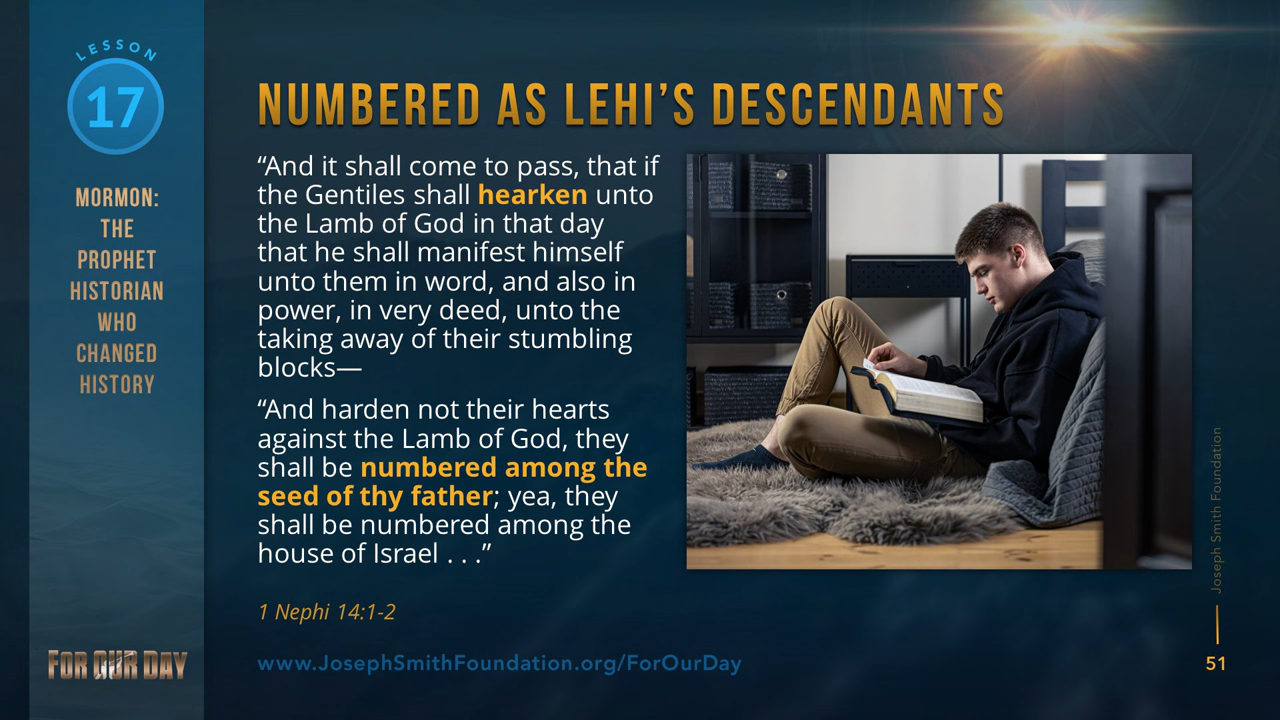 LESSON
17
MORMON:
THE
PROPHET
HISTORIAN
WHO
CHANGED
HISTORY
FOR OUR DAY
NUMBERED AS LEHI’S DESCENDANTS
“And it shall come to pass, that if
the Gentiles shall hearken unto
the Lamb of God in that day
that he shall manifest himself
unto them in word, and also in
power, in very deed, unto the
taking away of their stumbling
blocks—
“And harden not their hearts
against the Lamb of God, they
shall be numbered among the
seed of thy father; yea, they
shall be numbered among the
house of Israel . . .”
1 Nephi 14:1-2
www.JosephSmithFoundation.org/ForOurDay
Joseph Smith Foundation
51